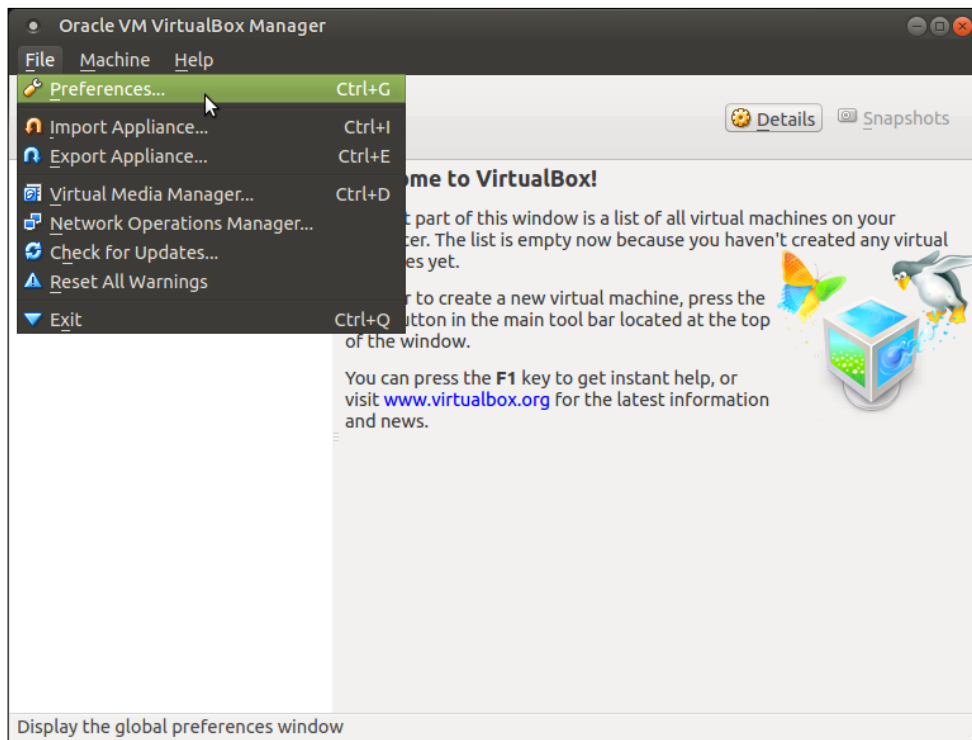 Oracle VM VirtualBox Manager
File Machine Help
Preferences... Ctrl+G
Import Appliance... Ctrl+I
Export Appliance... Ctrl+E
Virtual Media Manager... Ctrl+D
Network Operations Manager...
Check for Updates...
Reset All Warnings
Exit Ctrl+Q
Details Snapshots
to VirtualBox!
part of this window is a list of all virtual machines on your
The list is empty now because you haven't created any virtual
yet.
to create a new virtual machine, press the
in the main tool bar located at the top
of the window.
You can press the F1 key to get instant help, or
visit www.virtualbox.org for the latest information
and news.
Display the global preferences window